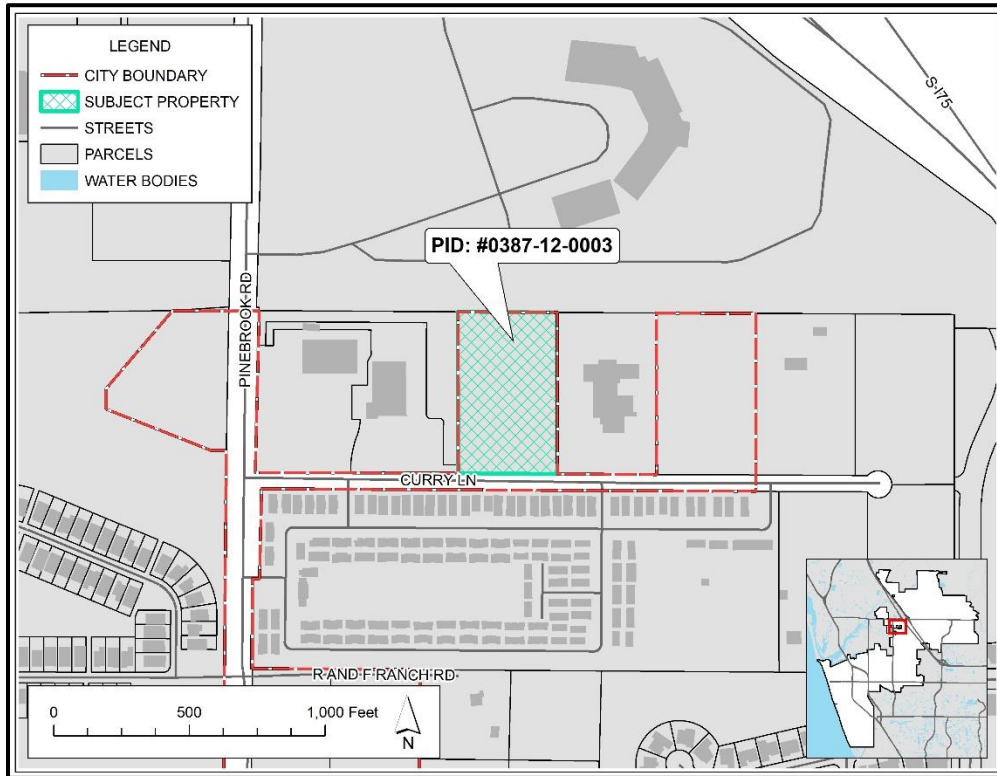 LEGEND
CITY BOUNDARY
SUBJECT PROPERTY
STREETS
PARCELS
WATER BODIES
S I75
PID: #0387-12-0003
PINEBROOK RD
CURRY LN
R AND F RANCH RD
0 500 1,000 Feet
N